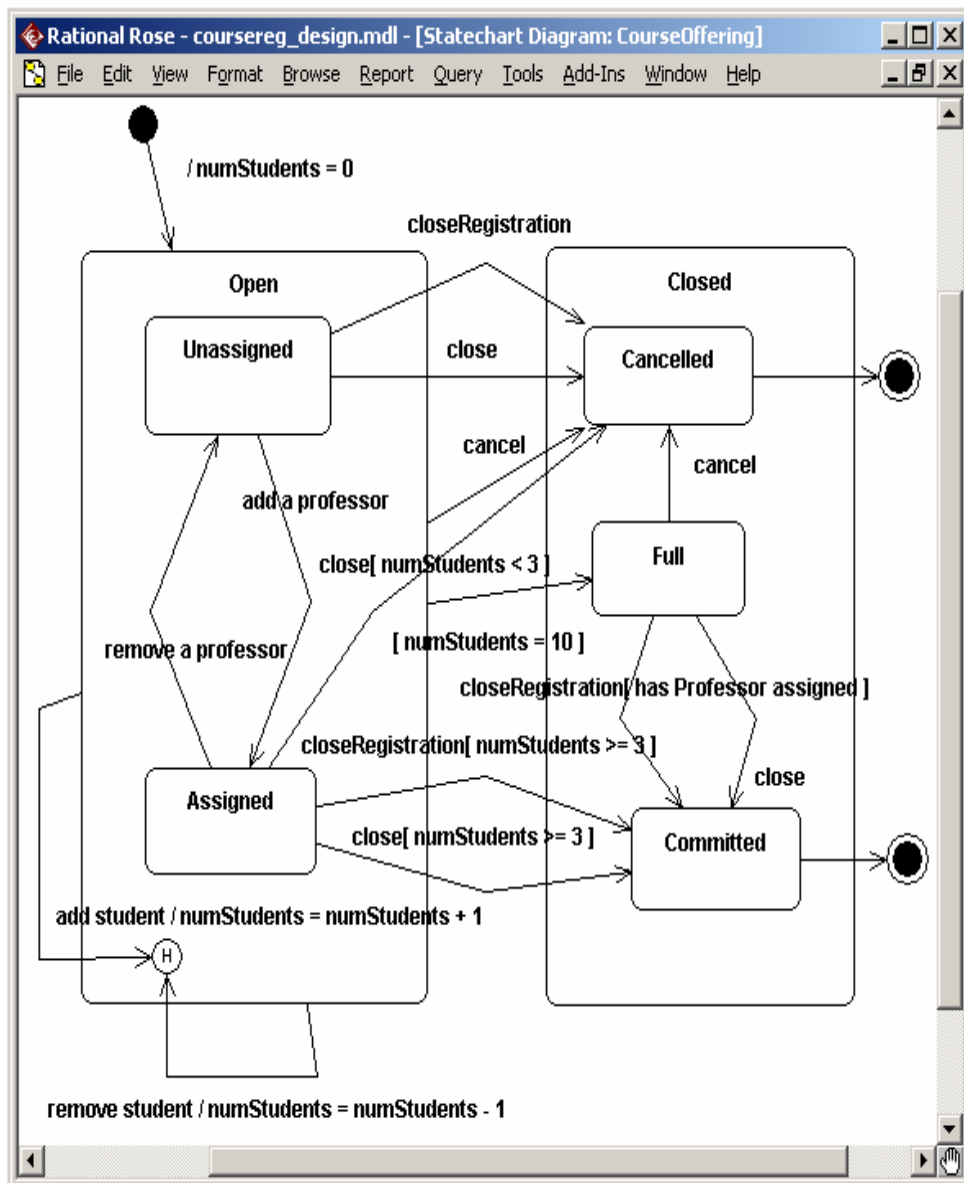 Rational Rose - coursereg_design.mdl - [Statechart Diagram: CourseOffering]
File Edit View Format Browse Report Query Tools Add-Ins Window Help
/ numStudents = 0
closeRegistration
Open
Closed
Unassigned
close
Cancelled
cancel
cancel
add a professor
close[ numStudents < 3 ]
Full
remove a professor
[ numStudents = 10 ]
closeRegistration[ has Professor assigned ]
closeRegistration[ numStudents >= 3 ]
close
Assigned
close[ numStudents >= 3 ]
Committed
add student / numStudents = numStudents + 1
H
remove student / numStudents = numStudents - 1